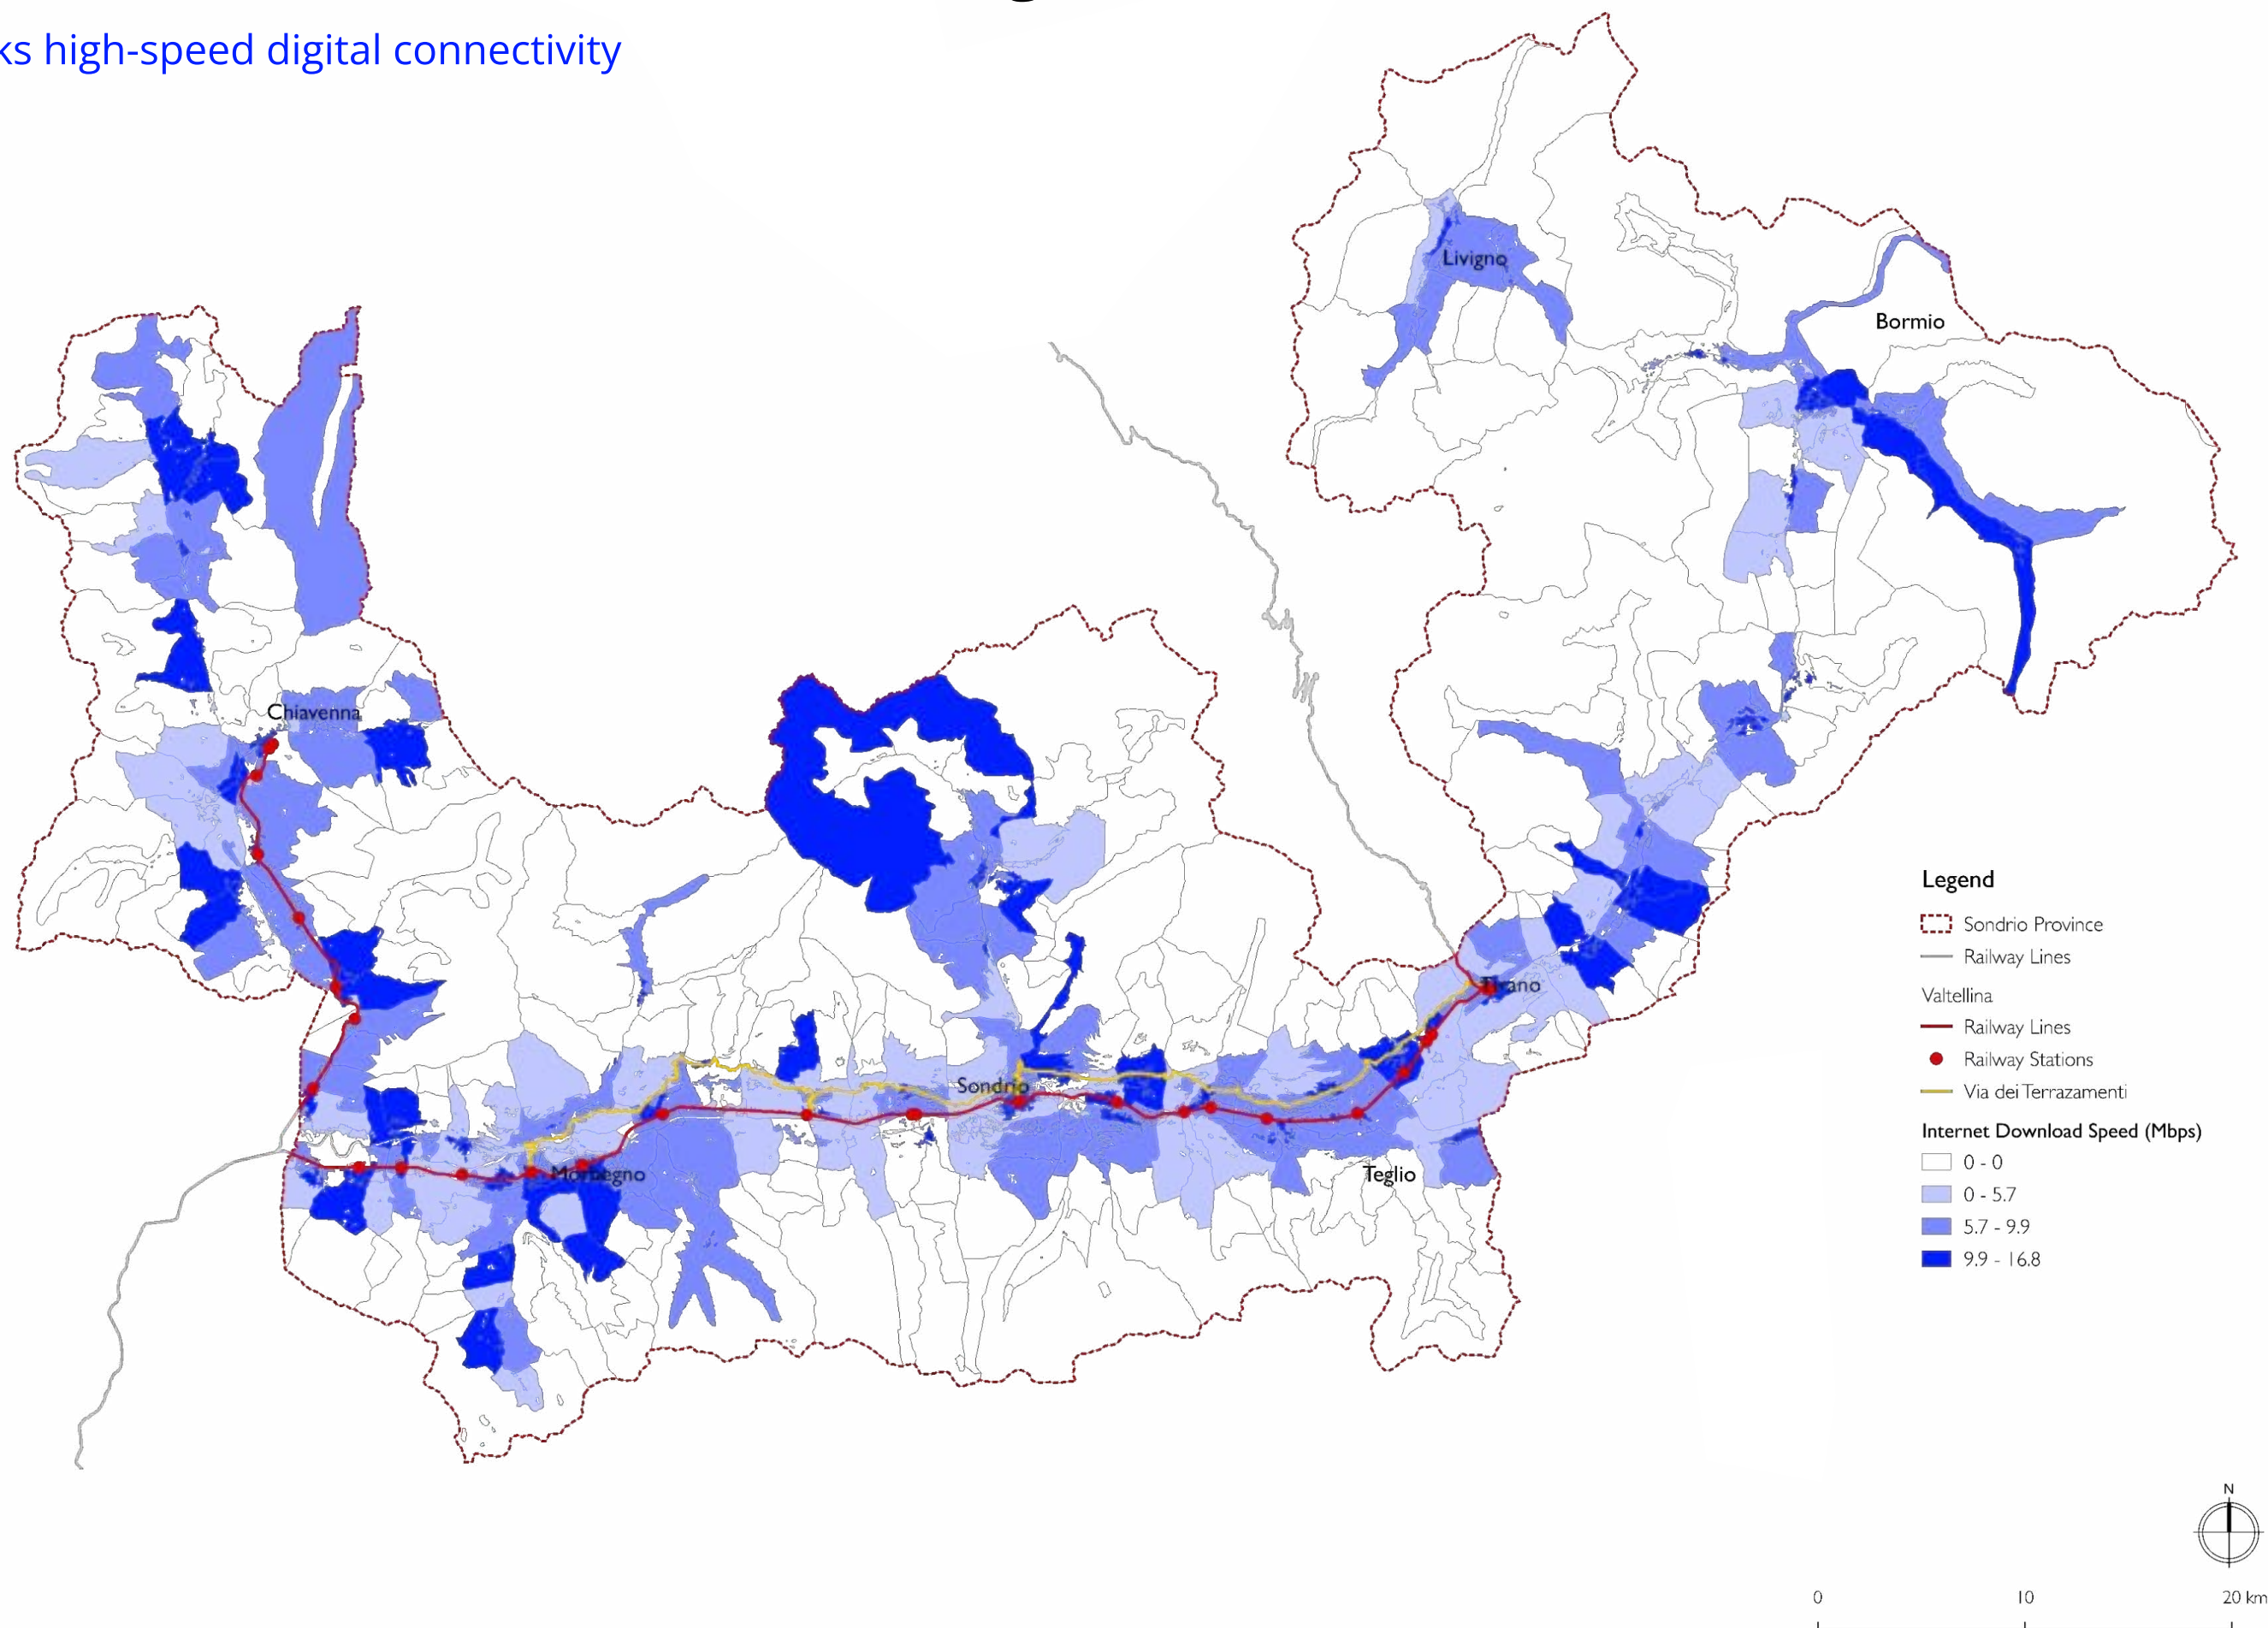 ks high-speed digital connectivity
Livigno
Bormio
Chiavenna
Legend
Sondrio Province
Railway Lines
Tirano
Valtellina
Railway Lines
Railway Stations
Sondrio
Via dei Terrazamenti
Internet Download Speed (Mbps)
0 - 0
Morbegno
Teglio
0 - 5.7
5.7 - 9.9
9.9 - 16.8
N
0 10 20 km